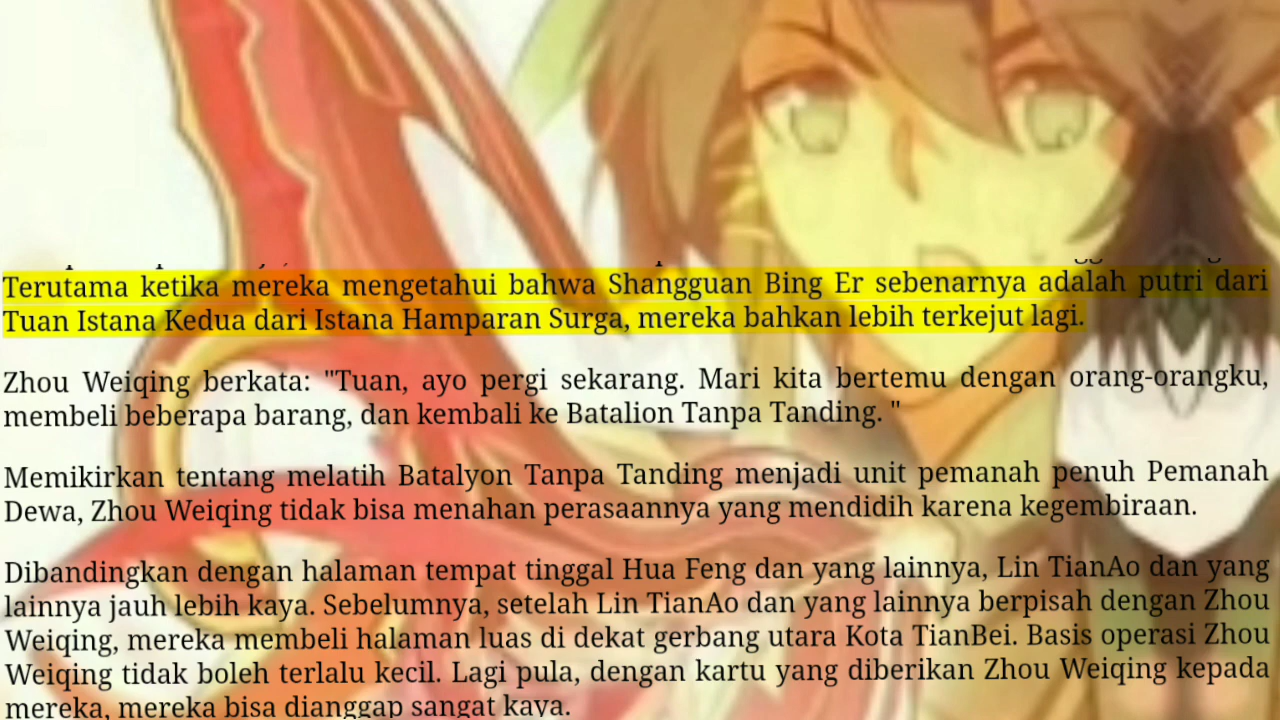 Terutama ketika mereka mengetahui bahwa Shangguan Bing Er sebenarnya adalah putri dari
Tuan Istana Kedua dari Istana Hamparan Surga, mereka bahkan lebih terkejut lagi.
Zhou Weiqing berkata: "Tuan, ayo pergi sekarang. Mari kita bertemu dengan orang-orangku,
membeli beberapa barang, dan kembali ke Batalion Tanpa Tanding. "
Memikirkan tentang melatih Batalyon Tanpa Tanding menjadi unit pemanah penuh Pemanah
Dewa, Zhou Weiqing tidak bisa menahan perasaannya yang mendidih karena kegembiraan.
Dibandingkan dengan halaman tempat tinggal Hua Feng dan yang lainnya, Lin TianAo dan yang
lainnya jauh lebih kaya. Sebelumnya, setelah Lin TianAo dan yang lainnya berpisah dengan Zhou
Weiqing, mereka membeli halaman luas di dekat gerbang utara Kota TianBei. Basis operasi Zhou
Weiqing tidak boleh terlalu kecil. Lagi pula, dengan kartu yang diberikan Zhou Weiqing kepada
mereka, mereka bisa dianggap sangat kaya.